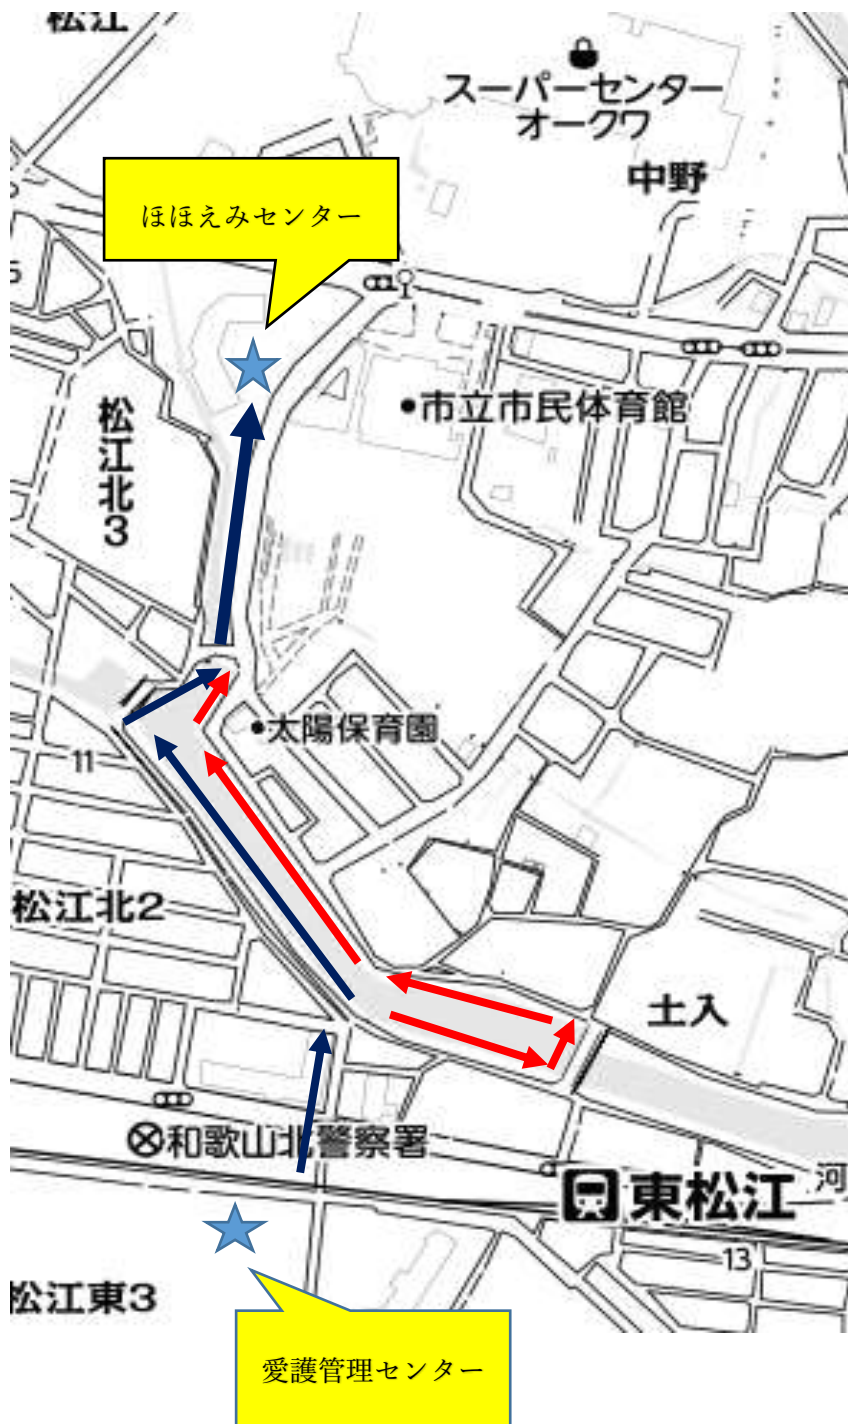 松江
スーパーセンター
オークワ
中野
ほほえみセンター
5
市立市民体育館
松江北3
太陽保育園
11
松江北2
土入
和歌山北警察署
東松江
河
13
松江東3
愛護管理センター